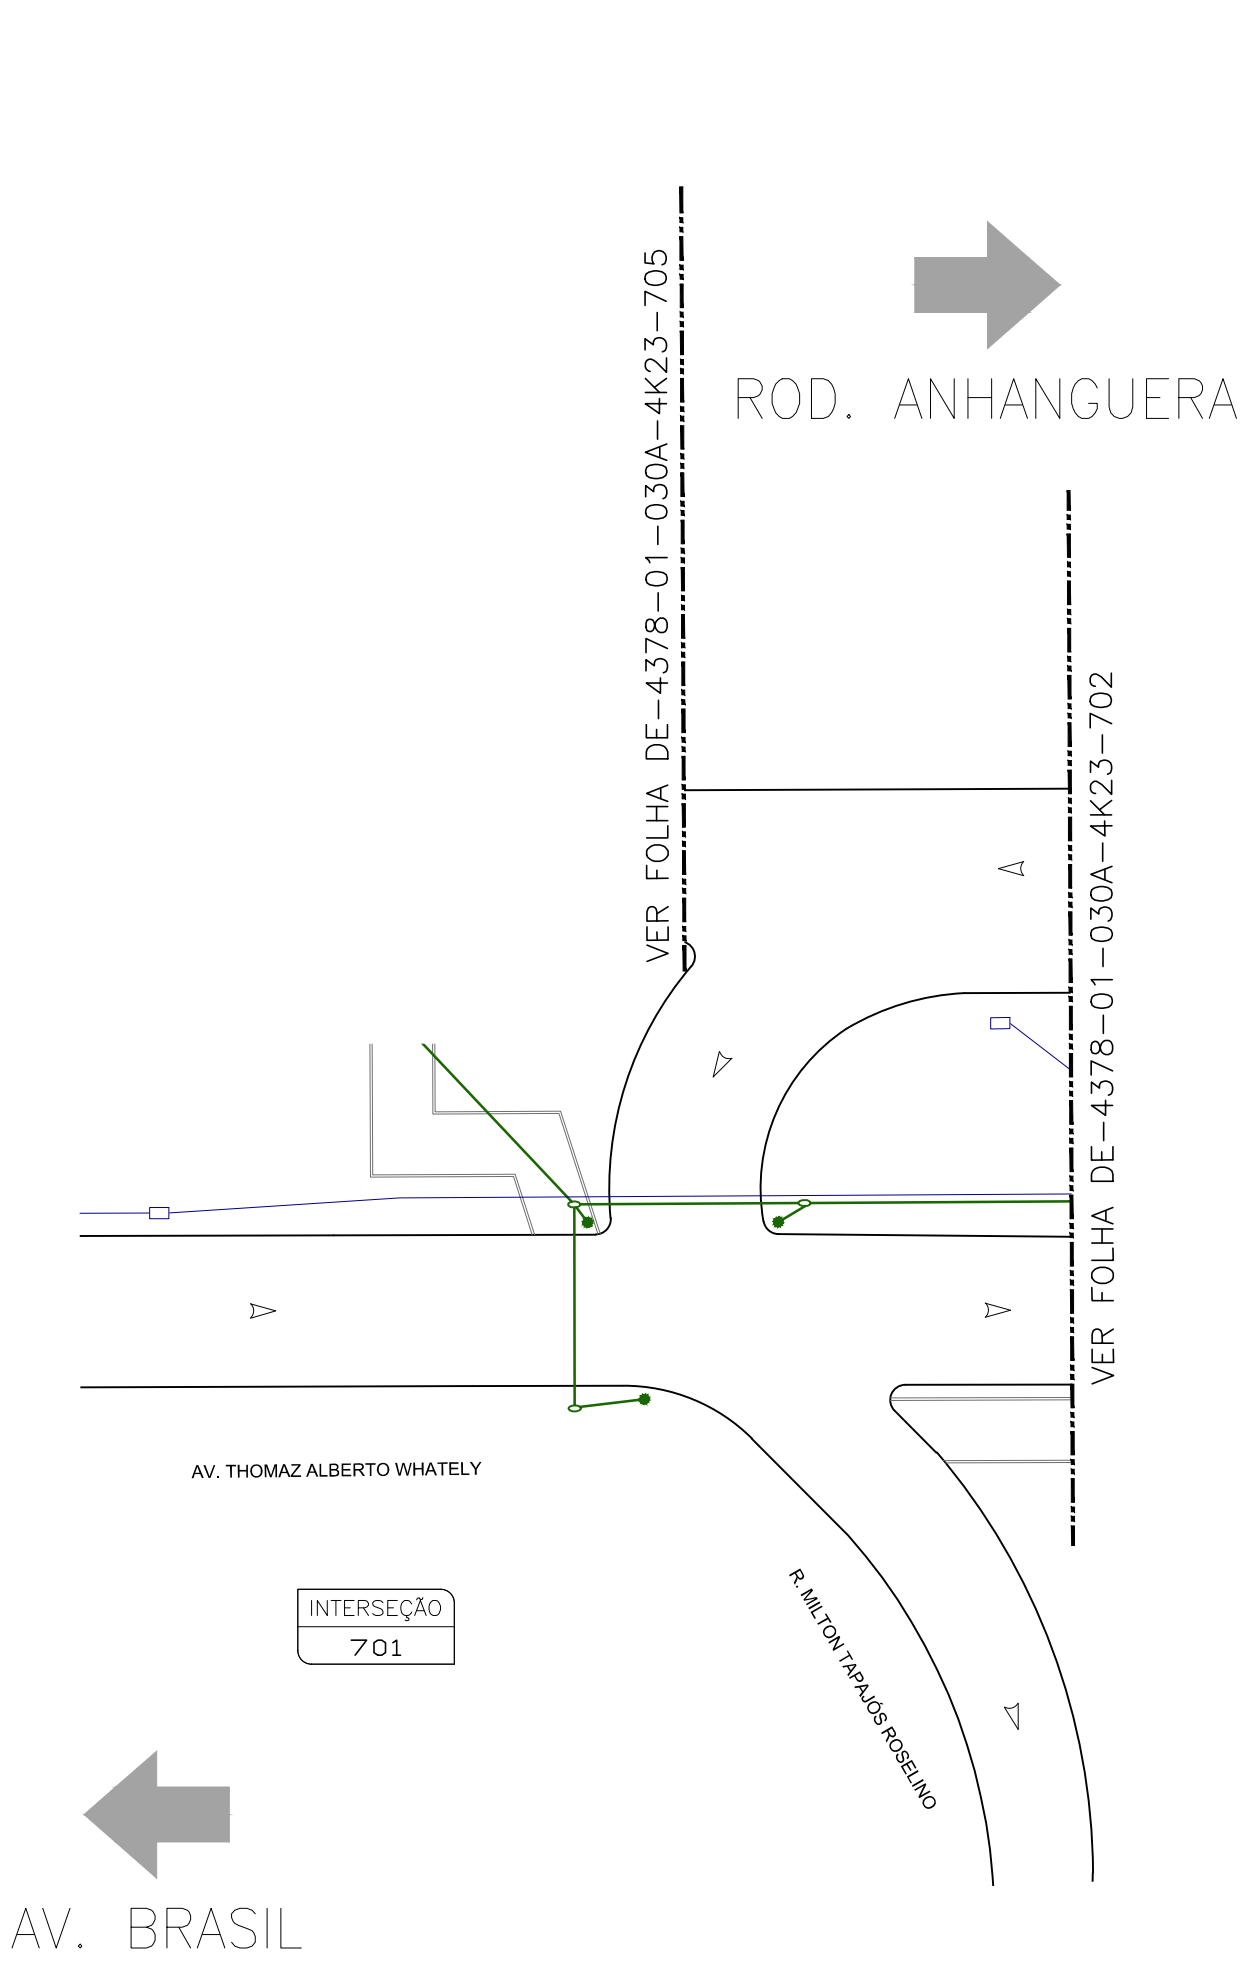 VER FOLHA DE-4378-01-030A-4K23-705
ROD. ANHANGUERA
VER FOLHA DE-4378-01-030A-4K23-702
AV. THOMAZ ALBERTO WHATELY
R. MILTON TAPAJÓS ROSELINO
INTERSEÇÃO
701
AV. BRASIL